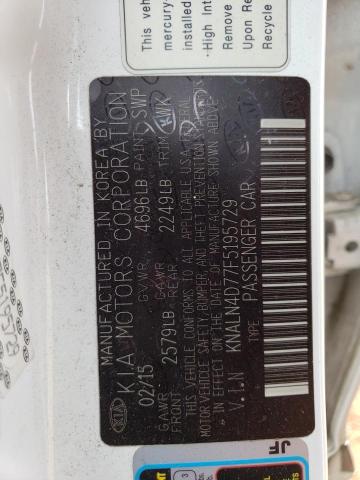 This vehi
mercury-
installed
· High Int
Remove
Upon Re
Recycle
KIA
MANUFACTURED IN KOREA BY
KIA MOTORS CORPORATION
02/15 GVWR 4696LB PAINT SWP
GAWR FRONT 2579LB GAWR REAR 2249LB TRIM WK
THIS VEHICLE CONFORMS TO ALL APPLICABLE U.S.A FEDERAL
MOTOR VEHICLE SAFETY, BUMPER, AND THEFT PREVENTION STANDARDS
IN EFFECT ON THE DATE OF MANUFACTURE SHOWN ABOVE
V.I.N KNALN4D77F5195729
TYPE PASSENGER CAR
JF